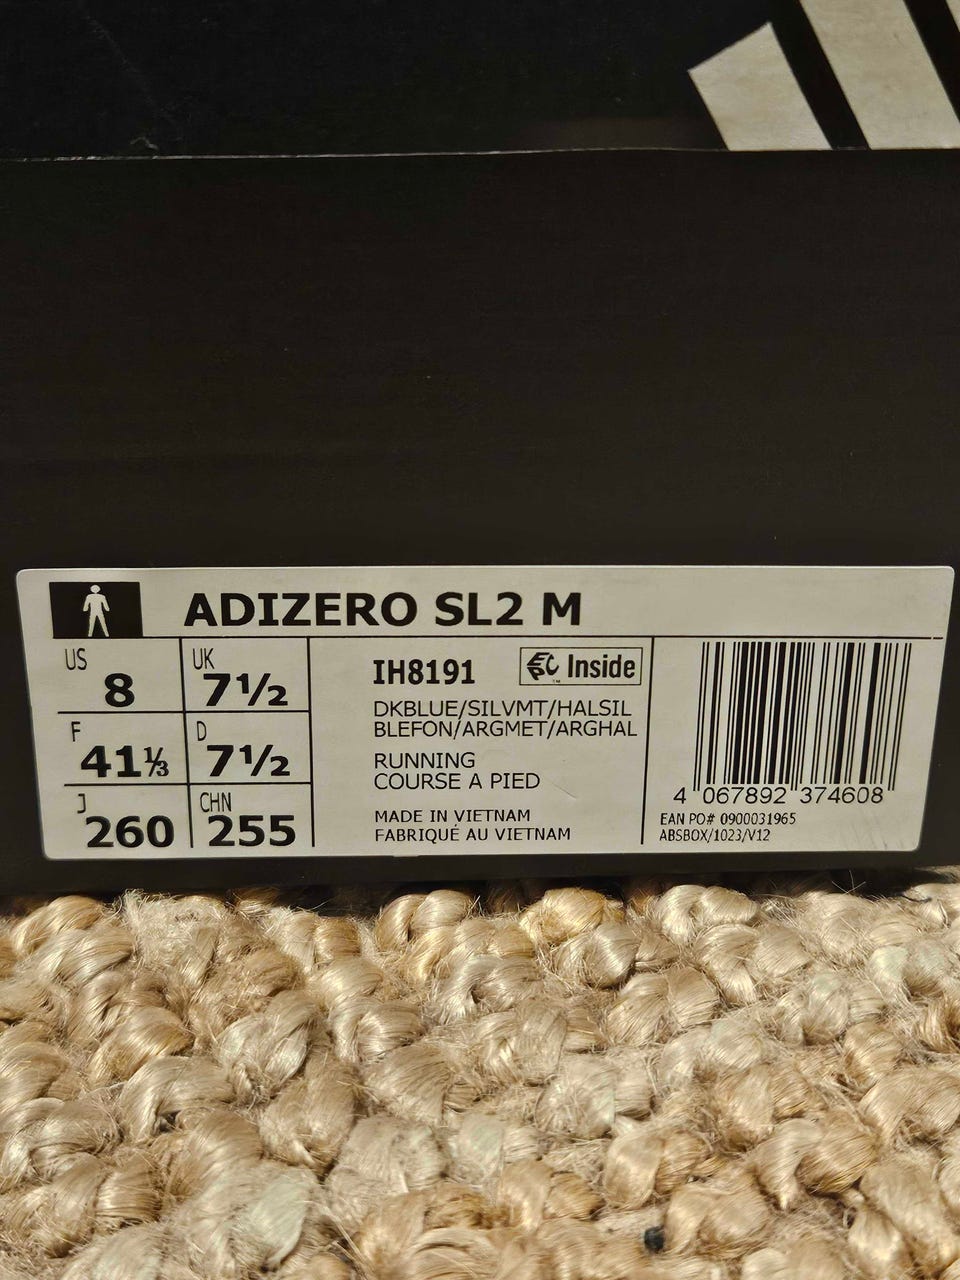 ADIZERO SL2 M
US
8
UK
7½
F
41⅓
D
7½
J
260
CHN
255
IH8191
EPC Inside
DKBLUE/SILVMT/HALSIL
BLEFON/ARGMET/ARGHAL
RUNNING
COURSE A PIED
MADE IN VIETNAM
FABRIQUÉ AU VIETNAM
4 067892 374608
EAN PO# 0900031965
ABSBOX/1023/V12